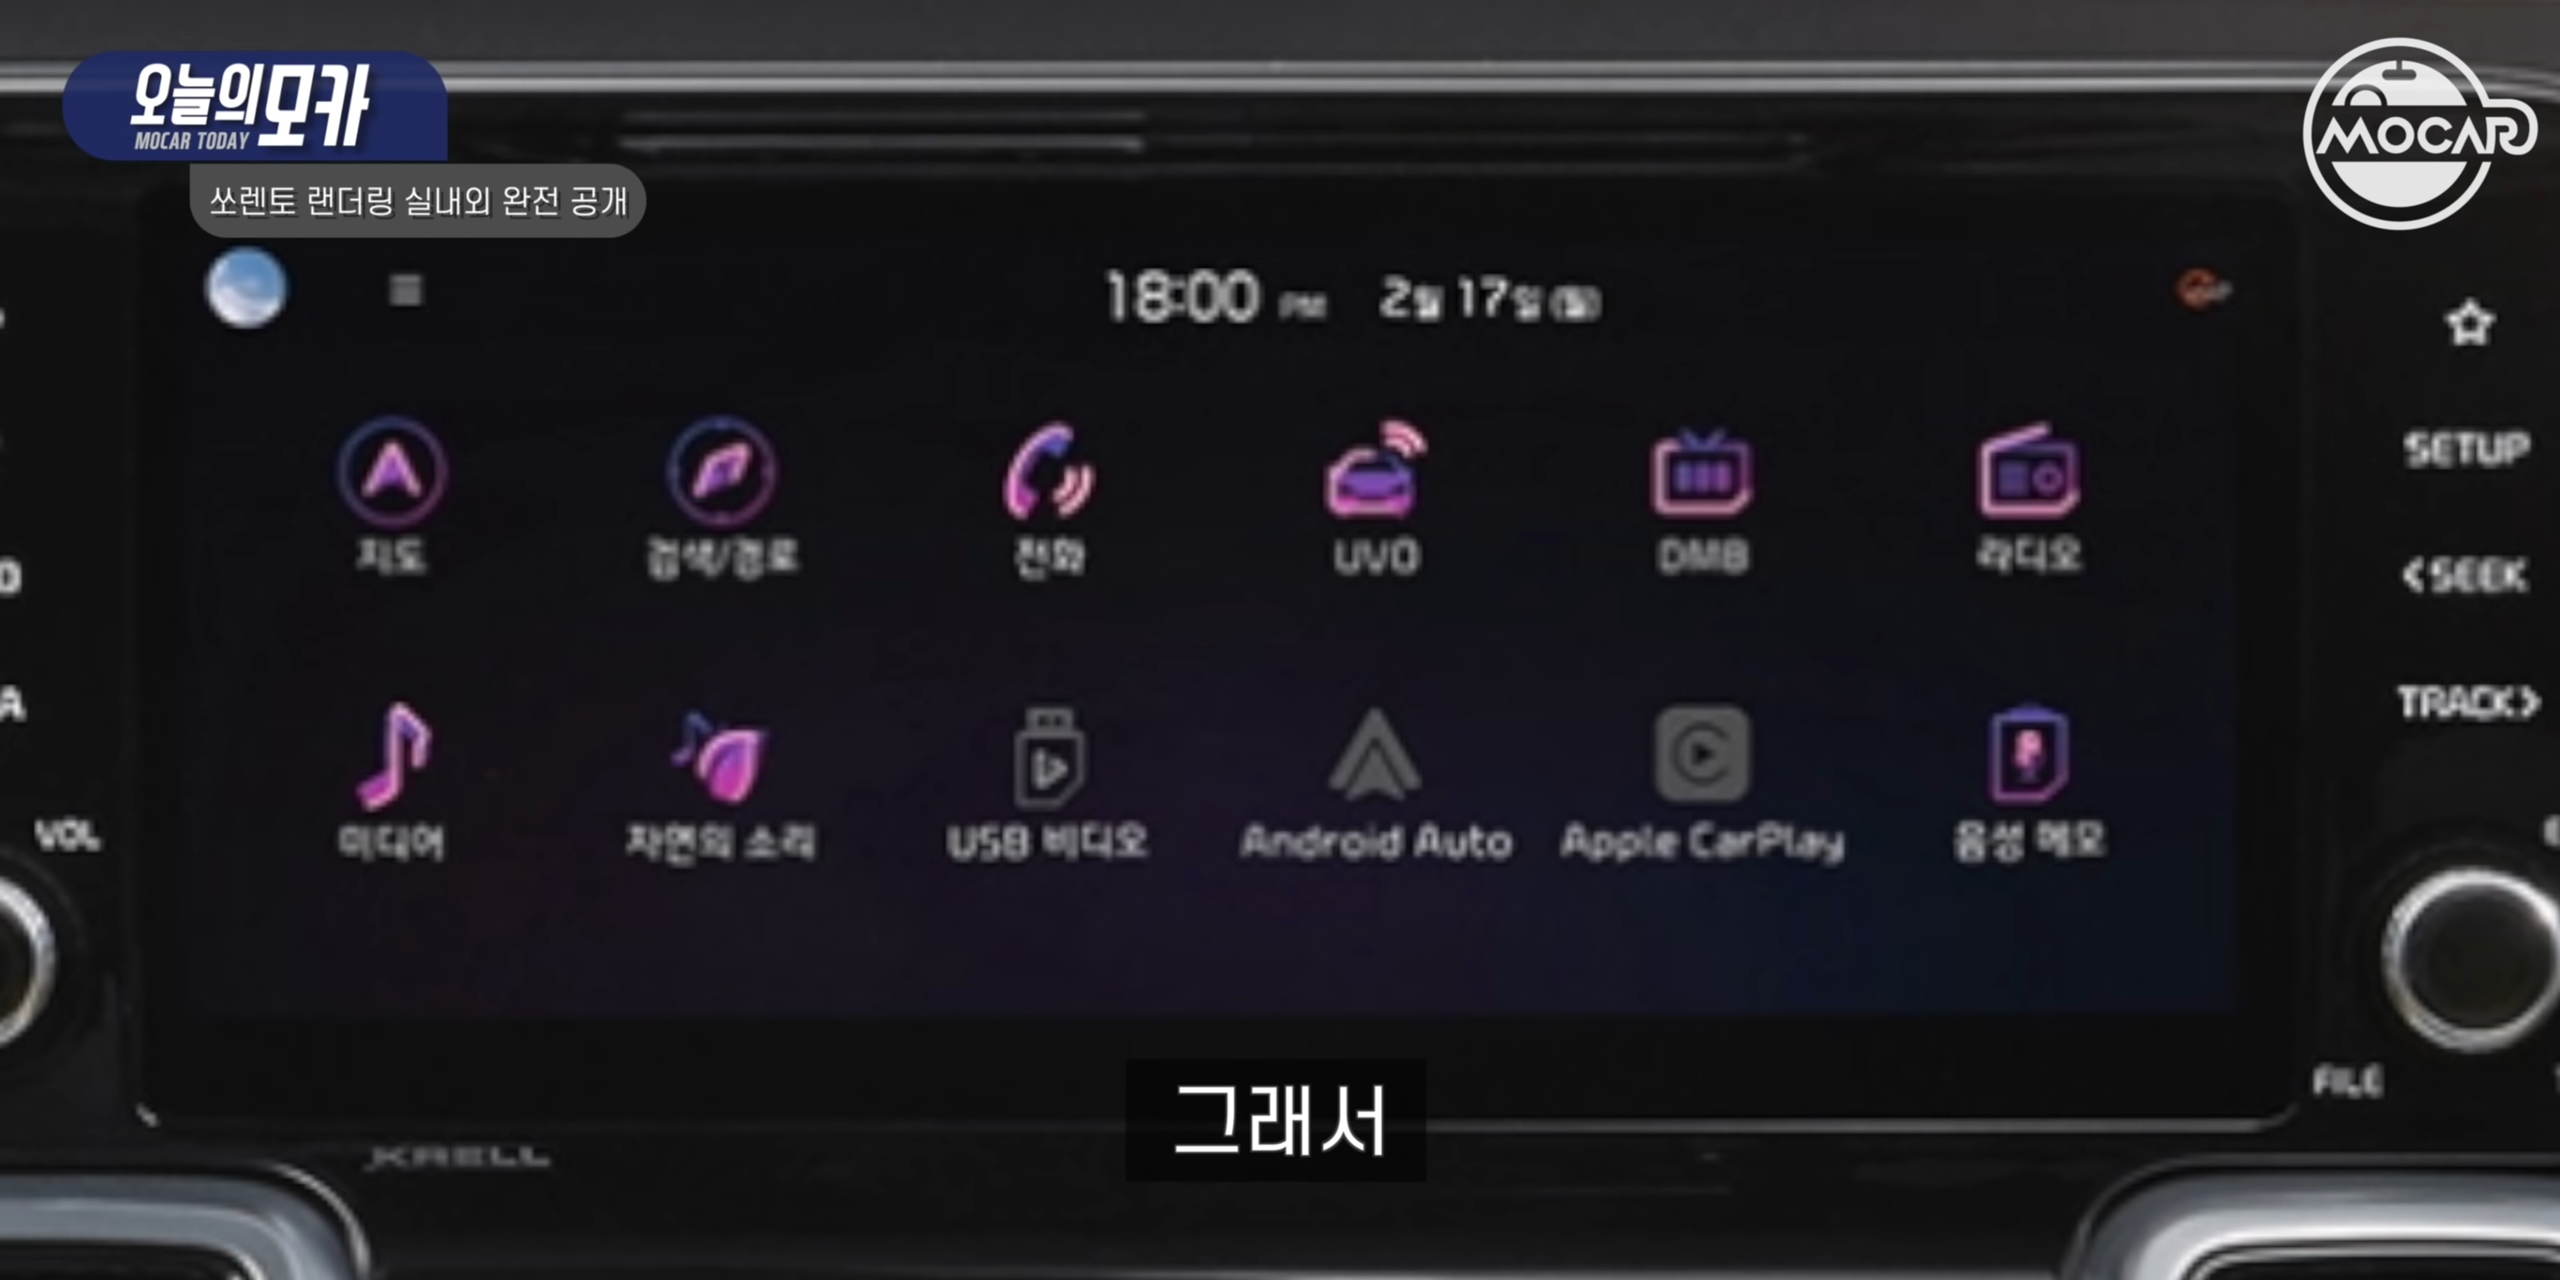 오늘의 모카
MOCAR TODAY
MOCAR
쏘렌토 랜더링 실내외 완전 공개
18:00 PM 2월 17일 (월)
SETUP
지도 검색/경로 전화 UVO DMB 라디오
<SEEK
TRACK>
미디어 자연의 소리 USB 비디오 Android Auto Apple CarPlay 음성 메모
VOL
FILE
그래서
KRELL